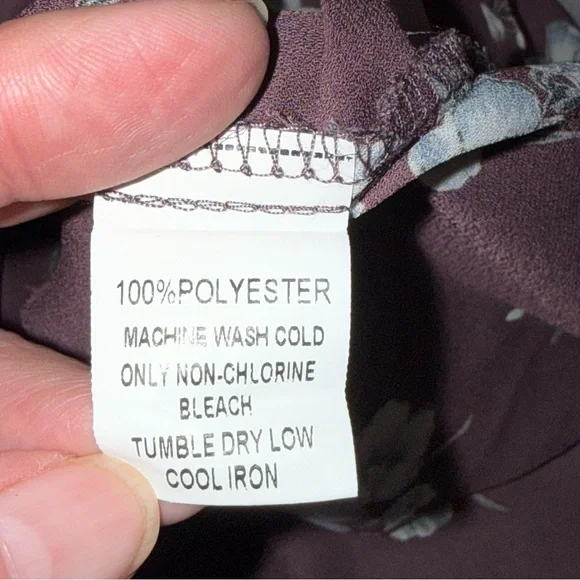 100%POLYESTER
MACHINE WASH COLD
ONLY NON-CHLORINE
BLEACH
TUMBLE DRY LOW
COOL IRON